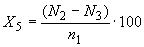 X₅ = (N₂ − N₃) / n₁ · 100